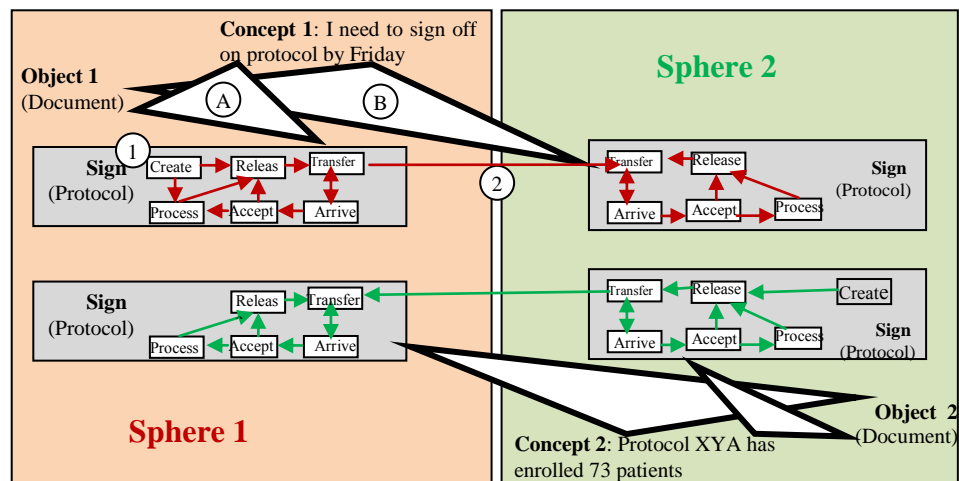 Concept 1: I need to sign off
on protocol by Friday
Object 1
(Document)
Sphere 2
A
B
1
Sign
(Protocol)
Create
Releas
Transfer
Process
Accept
Arrive
2
Transfer
Release
Arrive
Accept
Process
Sign
(Protocol)
Sign
(Protocol)
Releas
Transfer
Process
Accept
Arrive
Transfer
Release
Create
Arrive
Accept
Process
Sign
(Protocol)
Sphere 1
Object 2
(Document)
Concept 2: Protocol XYA has
enrolled 73 patients